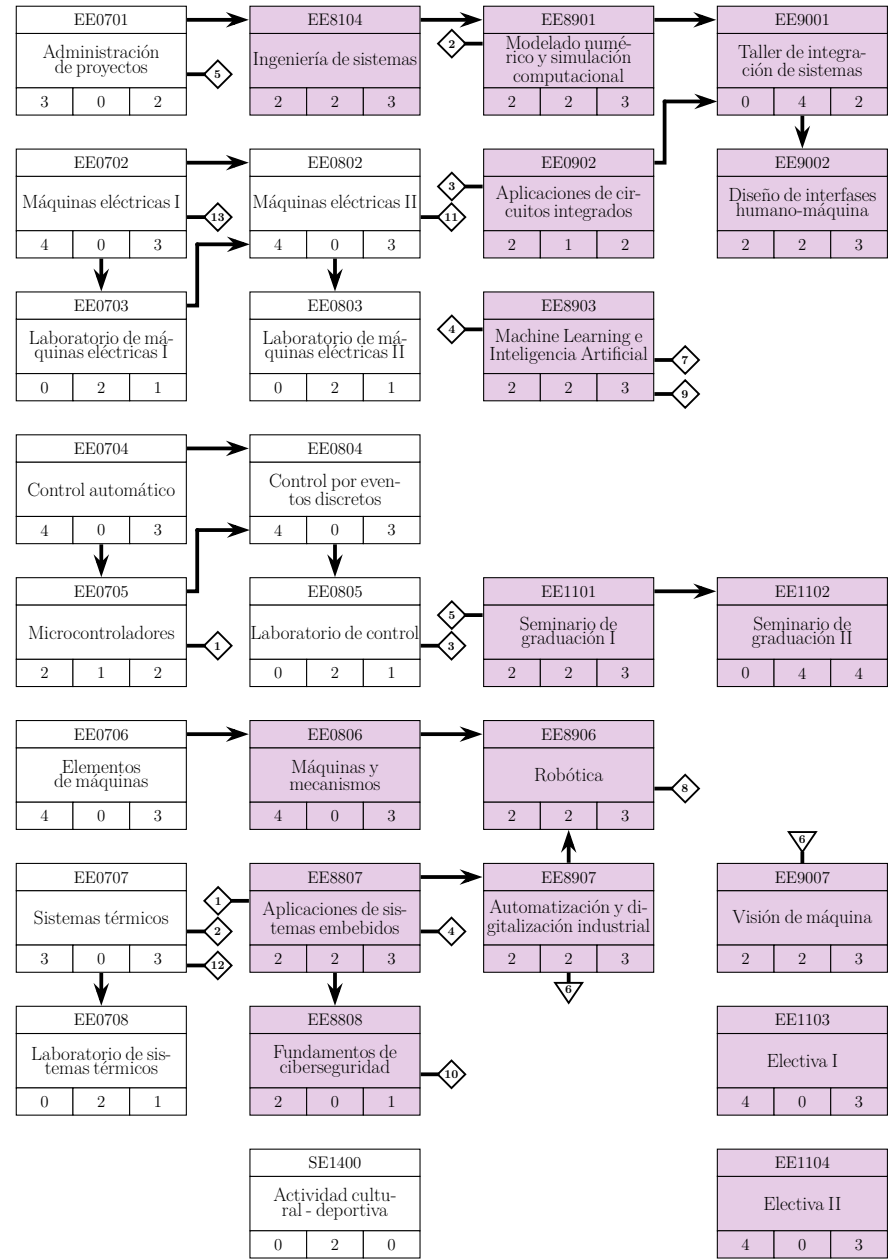 EE0701
Administración
de proyectos
5
3 0 2
EE8104
Ingeniería de sistemas
2 2 3
EE8901
2
Modelado numé-
rico y simulación
computacional
2 2 3
EE9001
Taller de integra-
ción de sistemas
0 4 2
EE0702
Máquinas eléctricas I
13
4 0 3
EE0802
Máquinas eléctricas II
11
4 0 3
EE0902
3
Aplicaciones de cir-
cuitos integrados
2 1 2
EE9002
Diseño de interfases
humano-máquina
2 2 3
EE0703
Laboratorio de má-
quinas eléctricas I
0 2 1
EE0803
Laboratorio de má-
quinas eléctricas II
0 2 1
EE8903
4
Machine Learning e
Inteligencia Artificial
7
2 2 3
9
EE0704
Control automático
4 0 3
EE0804
Control por even-
tos discretos
4 0 3
EE0705
Microcontroladores
1
2 1 2
EE0805
Laboratorio de control
3
0 2 1
EE1101
5
Seminario de
graduación I
2 2 3
EE1102
Seminario de
graduación II
0 4 4
EE0706
Elementos
de máquinas
4 0 3
EE0806
Máquinas y
mecanismos
4 0 3
EE8906
Robótica
8
2 2 3
EE0707
Sistemas térmicos
2
3 0 3
12
EE8807
1
Aplicaciones de sis-
temas embebidos
4
2 2 3
EE8907
Automatización y di-
gitalización industrial
2 2 3
6
6
EE9007
Visión de máquina
2 2 3
EE0708
Laboratorio de sis-
temas térmicos
0 2 1
EE8808
Fundamentos de
ciberseguridad
10
2 0 1
EE1103
Electiva I
4 0 3
SE1400
Actividad cultu-
ral - deportiva
0 2 0
EE1104
Electiva II
4 0 3